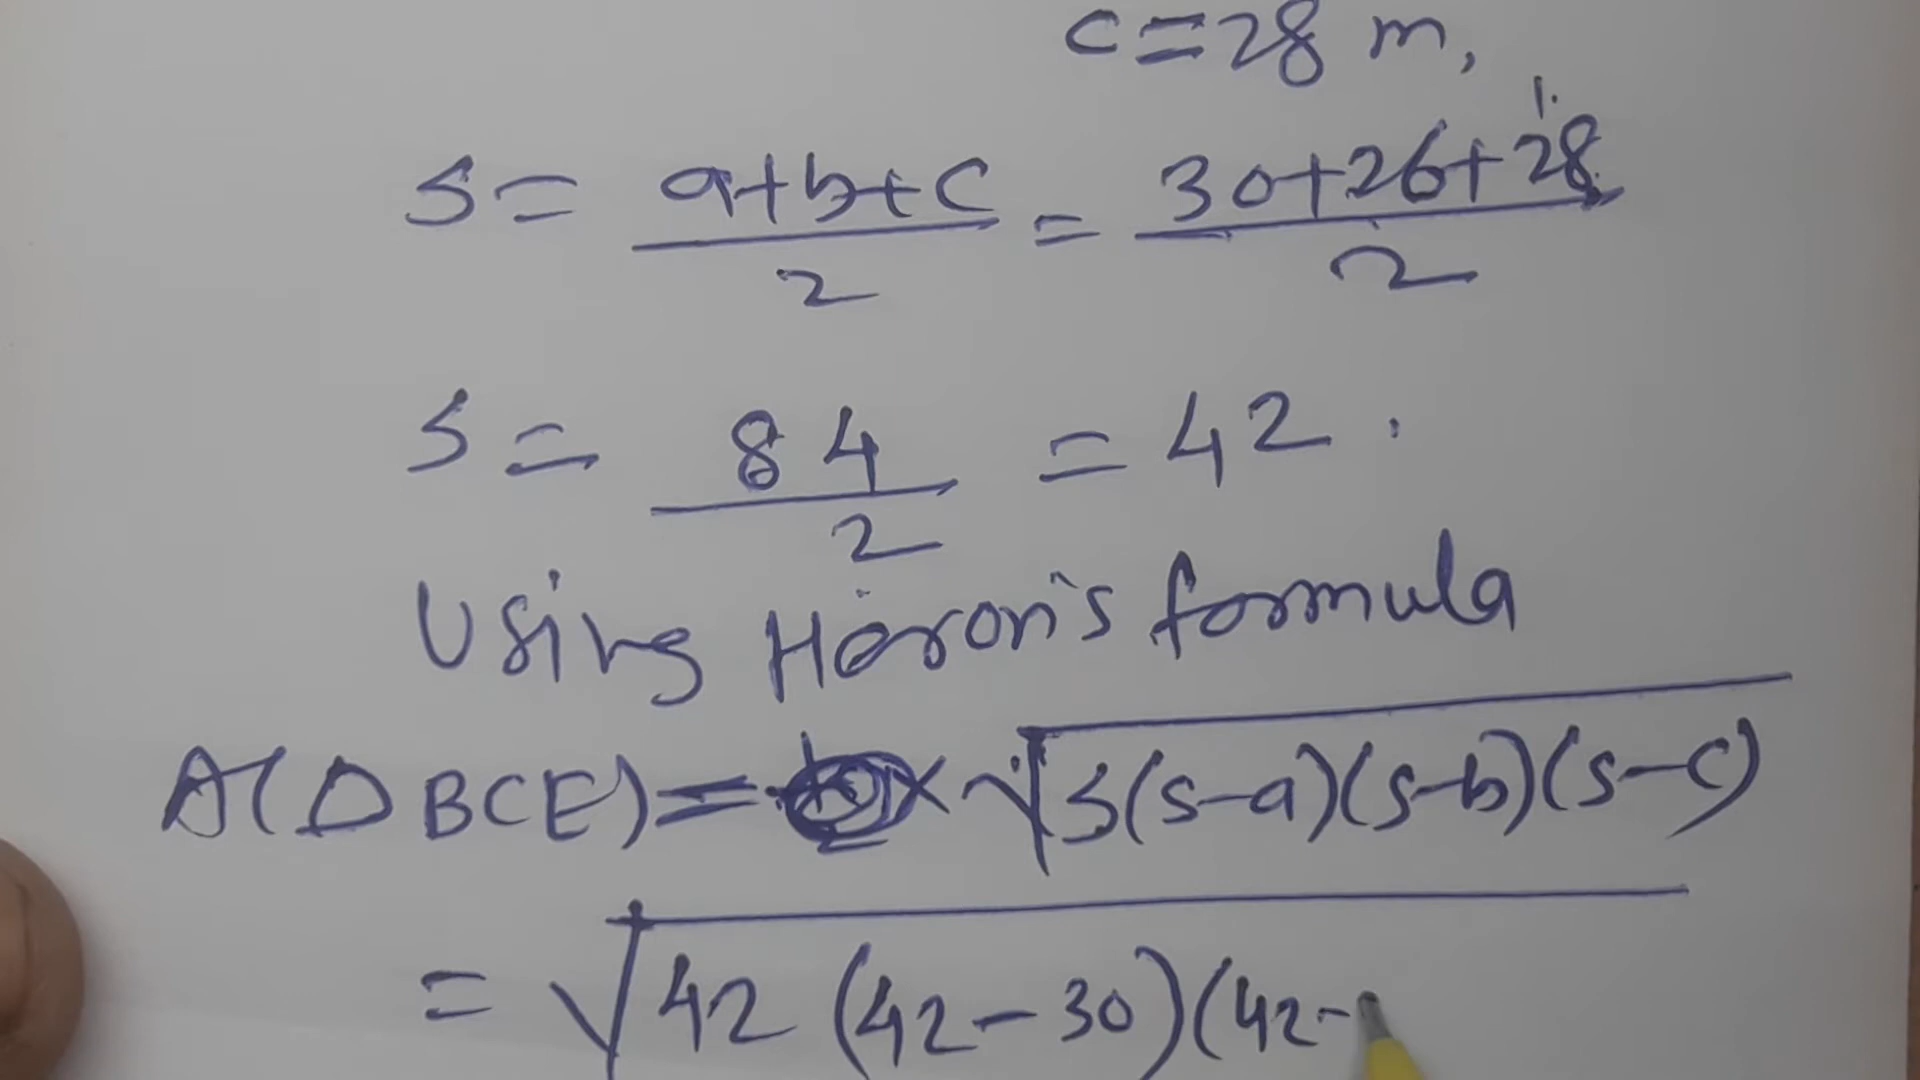 c=28 m,
S= a+b+c/2 = 30+26+28/2
S= 84/2 = 42.
Using Heron's formula
A(△BCE)= × √S(s-a)(s-b)(s-c)
= √42 (42-30)(42-